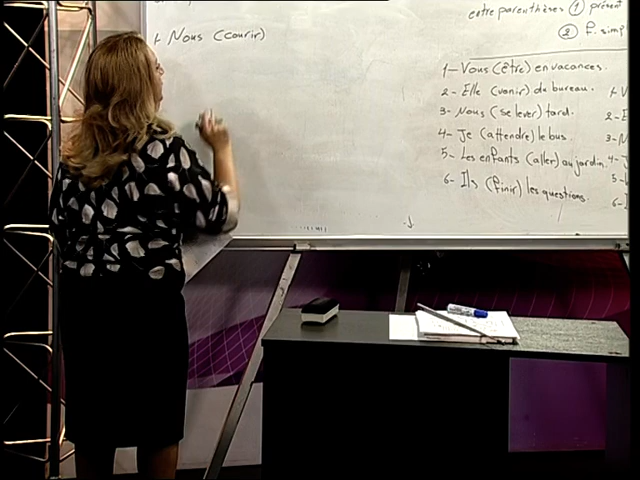 1 Nous (courir)
entre parenthèses ① présent
② f. simp
1- Vous (être) en vacances.
2- Elle (venir) du bureau.
3- Nous (se lever) tard.
4- Je (attendre) le bus.
5- Les enfants (aller) au jardin.
6- Ils (finir) les questions.